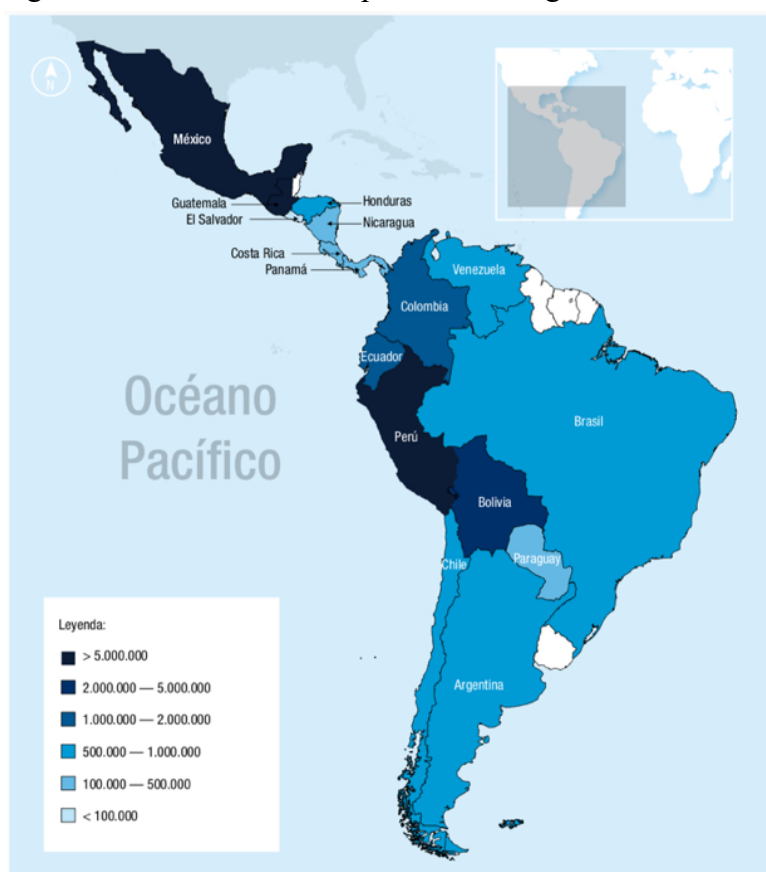 N
México
Guatemala
El Salvador
Honduras
Nicaragua
Costa Rica
Panamá
Venezuela
Colombia
Ecuador
Océano
Pacífico
Perú
Brasil
Bolivia
Paraguay
Chile
Argentina
Leyenda:
> 5.000.000
2.000.000 — 5.000.000
1.000.000 — 2.000.000
500.000 — 1.000.000
100.000 — 500.000
< 100.000